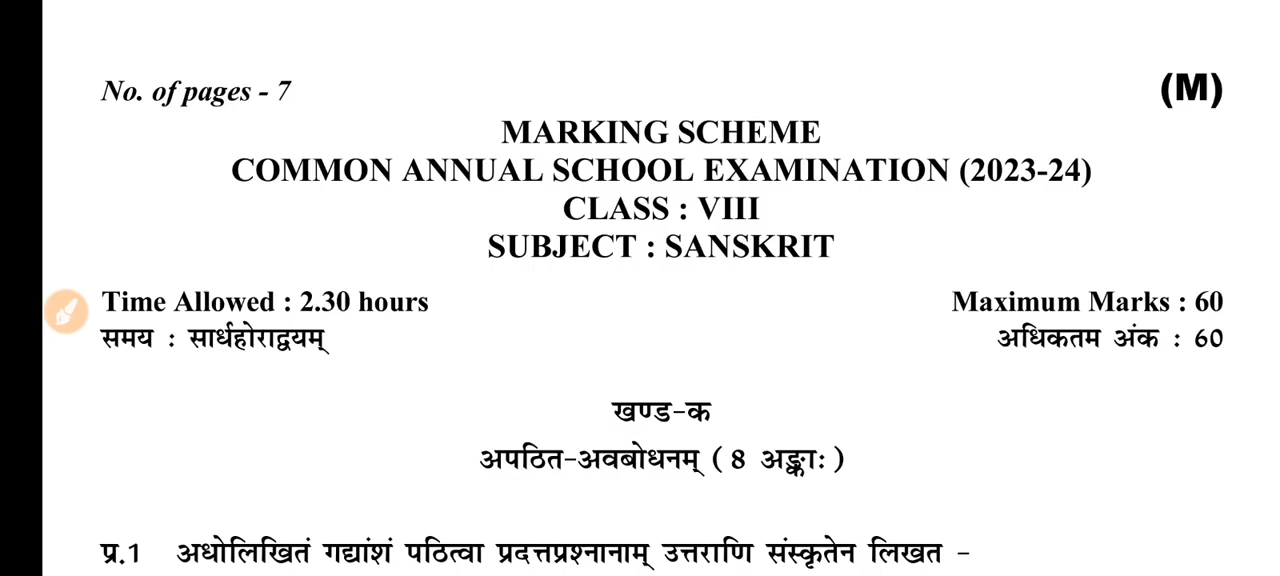 No. of pages - 7 (M)
MARKING SCHEME
COMMON ANNUAL SCHOOL EXAMINATION (2023-24)
CLASS : VIII
SUBJECT : SANSKRIT
Time Allowed : 2.30 hours Maximum Marks : 60
समय : सार्धहोराद्वयम् अधिकतम अंक : 60
खण्ड-क
अपठित-अवबोधनम् ( 8 अङ्काः )
प्र.1 अधोलिखितं गद्यांशं पठित्वा प्रदत्तप्रश्नानाम् उत्तराणि संस्कृतेन लिखत -